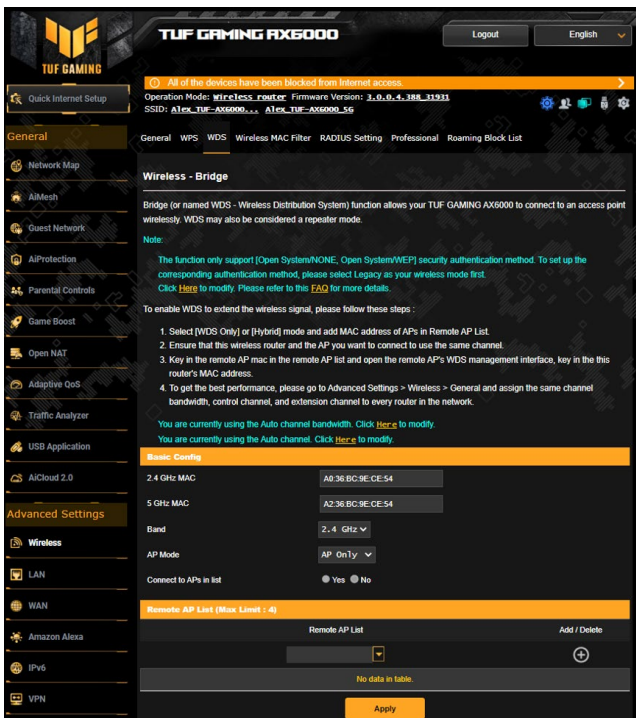 TUF GAMING AX6000
Logout
English
TUF GAMING
All of the devices have been blocked from Internet access.
Quick Internet Setup
Operation Mode: Wireless router Firmware Version: 3.0.0.4.388_31931
SSID: Alex_TUF-AX6000... Alex_TUF-AX6000_5G
General
General WPS WDS Wireless MAC Filter RADIUS Setting Professional Roaming Block List
Network Map
AiMesh
Guest Network
AiProtection
Parental Controls
Game Boost
Open NAT
Adaptive QoS
Traffic Analyzer
USB Application
AiCloud 2.0
Advanced Settings
Wireless
LAN
WAN
Amazon Alexa
IPv6
VPN
Wireless - Bridge
Bridge (or named WDS - Wireless Distribution System) function allows your TUF GAMING AX6000 to connect to an access point
wirelessly. WDS may also be considered a repeater mode.
Note:
The function only support [Open System/NONE, Open System/WEP] security authentication method. To set up the
corresponding authentication method, please select Legacy as your wireless mode first.
Click Here to modify. Please refer to this FAQ for more details.
To enable WDS to extend the wireless signal, please follow these steps :
1. Select [WDS Only] or [Hybrid] mode and add MAC address of APs in Remote AP List.
2. Ensure that this wireless router and the AP you want to connect to use the same channel.
3. Key in the remote AP mac in the remote AP list and open the remote AP's WDS management interface, key in the this
router's MAC address.
4. To get the best performance, please go to Advanced Settings > Wireless > General and assign the same channel
bandwidth, control channel, and extension channel to every router in the network.
You are currently using the Auto channel bandwidth. Click Here to modify.
You are currently using the Auto channel. Click Here to modify.
Basic Config
2.4 GHz MAC A0:36:BC:9E:CE:54
5 GHz MAC A2:36:BC:9E:CE:54
Band 2.4 GHz
AP Mode AP Only
Connect to APs in list Yes No
Remote AP List (Max Limit : 4)
Remote AP List Add / Delete
No data in table.
Apply